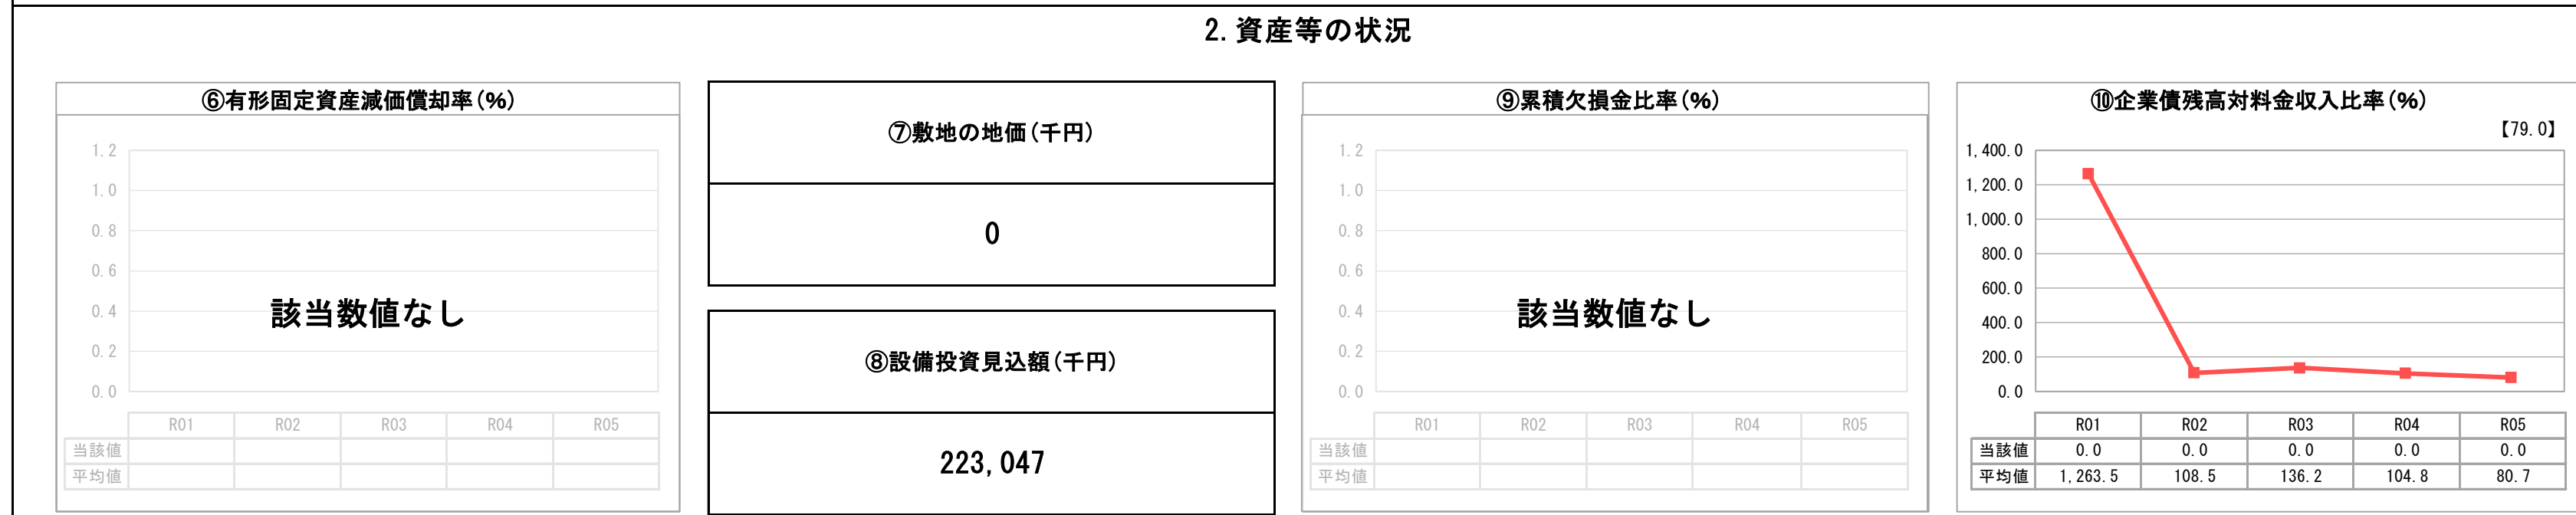 2.資産等の状況
⑥有形固定資産減価償却率(%)
1.2
1.0
0.8
0.6
0.4
0.2
0.0
該当数値なし
R01 R02 R03 R04 R05
当該値
平均値
⑦敷地の地価(千円)
0
⑧設備投資見込額(千円)
223,047
⑨累積欠損金比率(%)
1.2
1.0
0.8
0.6
0.4
0.2
0.0
該当数値なし
R01 R02 R03 R04 R05
当該値
平均値
⑩企業債残高対料金収入比率(%)
【79.0】
1,400.0
1,200.0
1,000.0
800.0
600.0
400.0
200.0
0.0
R01 R02 R03 R04 R05
当該値 0.0 0.0 0.0 0.0 0.0
平均値 1,263.5 108.5 136.2 104.8 80.7